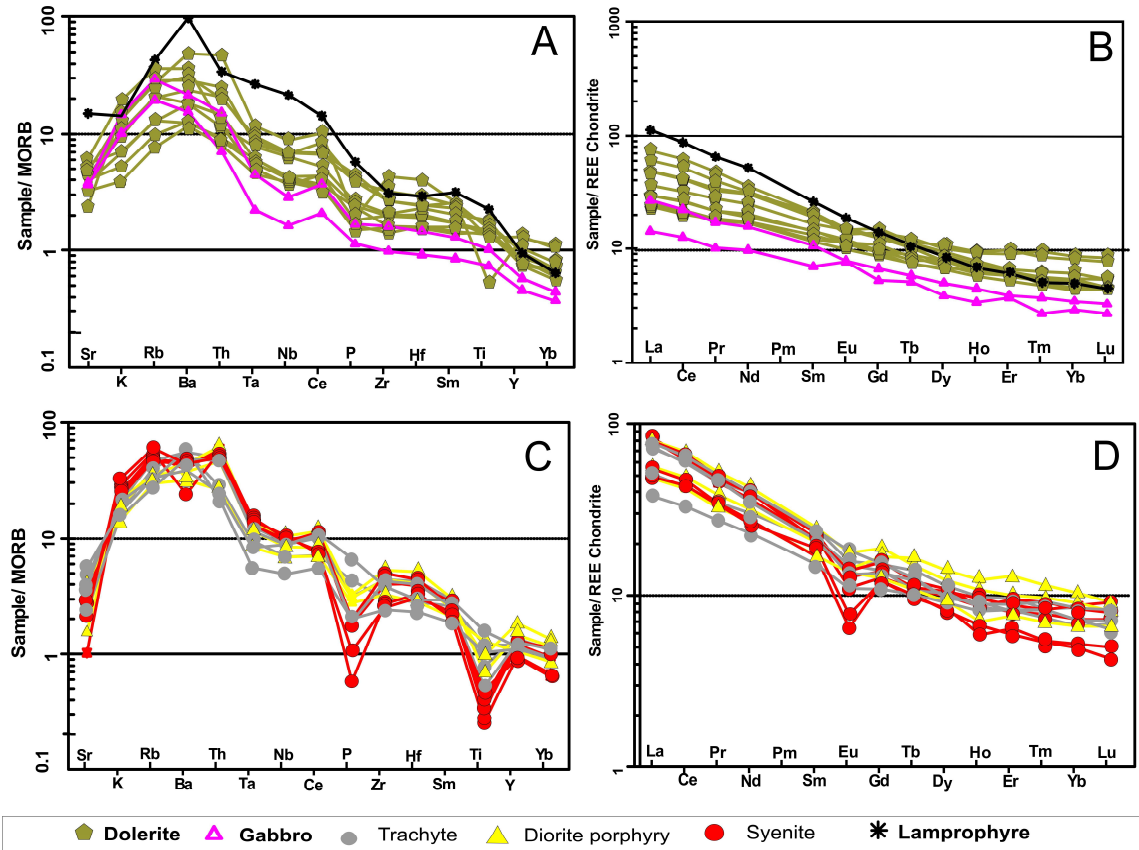 A
Sample/ MORB
100
10
1
0.1
Sr Rb Th Nb P Hf Ti Yb
K Ba Ta Ce Zr Sm Y
B
Sample/ REE Chondrite
1000
100
10
1
La Pr Pm Eu Tb Ho Tm Lu
Ce Nd Sm Gd Dy Er Yb
C
Sample/ MORB
100
10
1
0.1
Sr Rb Th Nb P Hf Ti Yb
K Ba Ta Ce Zr Sm Y
D
Sample/ REE Chondrite
100
10
1
La Pr Pm Sm Eu Tb Ho Tm Lu
Ce Nd Gd Dy Er Yb
Dolerite Gabbro Trachyte Diorite porphyry Syenite Lamprophyre